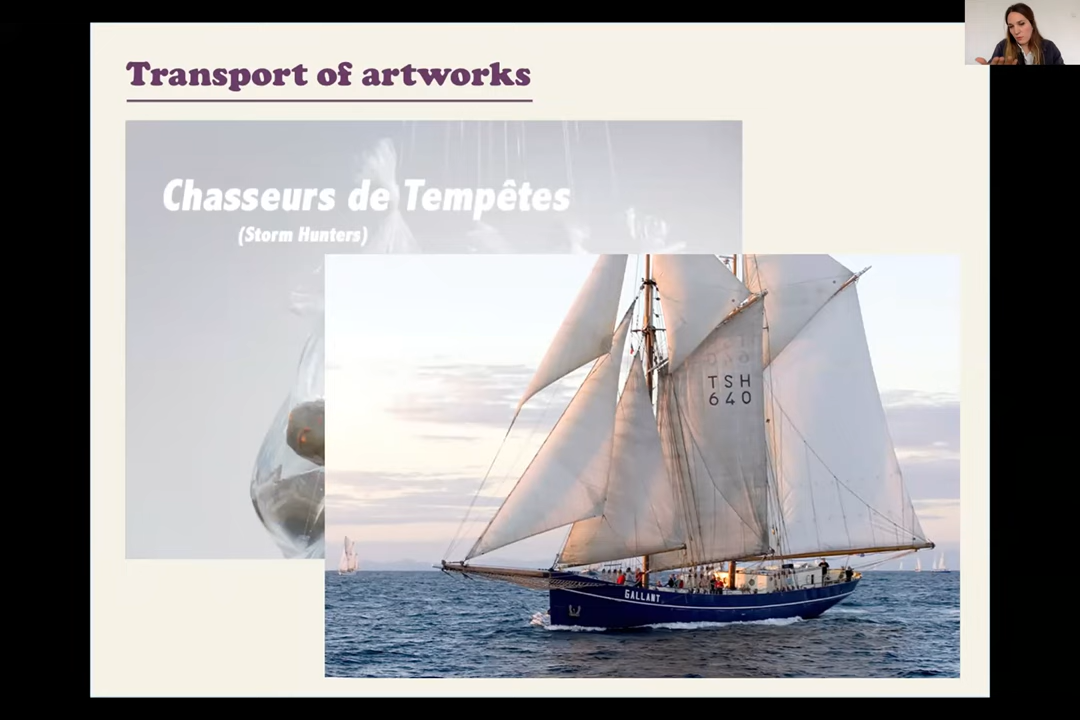 Transport of artworks
Chasseurs de Tempêtes
(Storm Hunters)
TSH
640
GALLANT